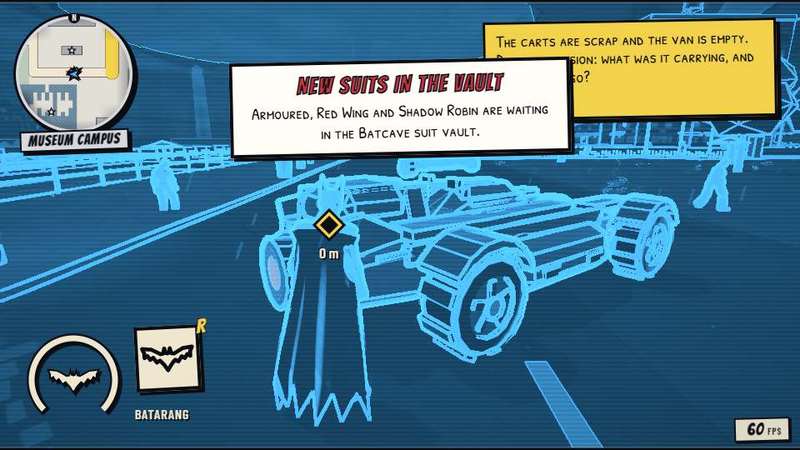 N
MUSEUM CAMPUS
NEW SUITS IN THE VAULT
ARMOURED, RED WING AND SHADOW ROBIN ARE WAITING
IN THE BATCAVE SUIT VAULT.
THE CARTS ARE SCRAP AND THE VAN IS EMPTY.
WHAT WAS IT CARRYING, AND
SO?
0 m
R
BATARANG
60 FPS